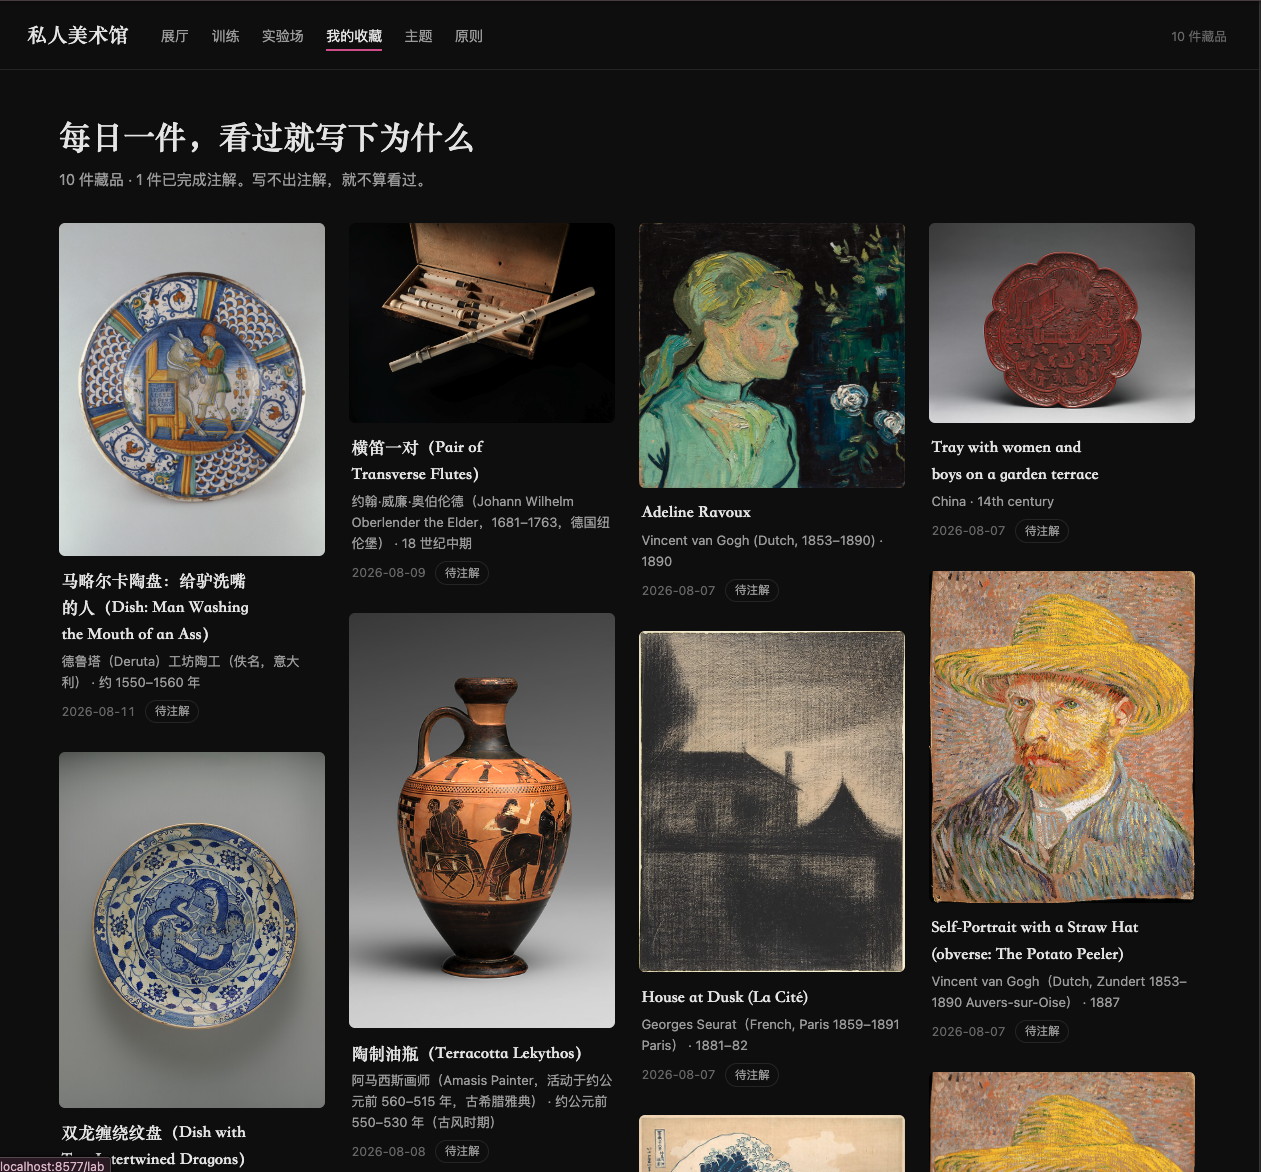 私人美术馆
展厅
训练
实验场
我的收藏
主题
原则
10 件藏品
每日一件，看过就写下为什么
10 件藏品 · 1 件已完成注解。写不出注解，就不算看过。
马略尔卡陶盘：给驴洗嘴
的人（Dish: Man Washing
the Mouth of an Ass）
德鲁塔（Deruta）工坊陶工（佚名，意大
利） · 约 1550–1560 年
2026-08-11 待注解
双龙缠绕纹盘（Dish with
Intertwined Dragons）
横笛一对（Pair of
Transverse Flutes）
约翰·威廉·奥伯伦德（Johann Wilhelm
Oberlender the Elder，1681–1763，德国纽
伦堡） · 18 世纪中期
2026-08-09 待注解
陶制油瓶（Terracotta Lekythos）
阿马西斯画师（Amasis Painter，活动于约公
元前 560–515 年，古希腊雅典） · 约公元前
550–530 年（古风时期）
2026-08-08 待注解
Adeline Ravoux
Vincent van Gogh (Dutch, 1853–1890) ·
1890
2026-08-07 待注解
House at Dusk (La Cité)
Georges Seurat（French, Paris 1859–1891
Paris） · 1881–82
2026-08-07 待注解
Tray with women and
boys on a garden terrace
China · 14th century
2026-08-07 待注解
Self-Portrait with a Straw Hat
(obverse: The Potato Peeler)
Vincent van Gogh（Dutch, Zundert 1853–
1890 Auvers-sur-Oise） · 1887
2026-08-07 待注解
localhost:8577/lab